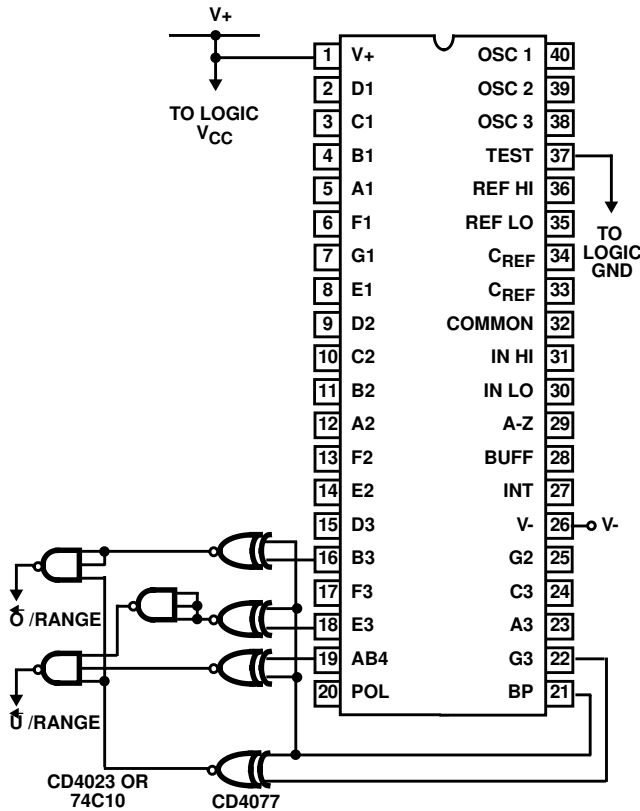 V+
1 V+ OSC 1 40
2 D1 OSC 2 39
TO LOGIC
VCC
3 C1 OSC 3 38
4 B1 TEST 37
5 A1 REF HI 36
6 F1 REF LO 35
TO
LOGIC
GND
7 G1 CREF 34
8 E1 CREF 33
9 D2 COMMON 32
10 C2 IN HI 31
11 B2 IN LO 30
12 A2 A-Z 29
13 F2 BUFF 28
14 E2 INT 27
15 D3 V- 26 V-
16 B3 G2 25
17 F3 C3 24
O /RANGE
18 E3 A3 23
19 AB4 G3 22
20 POL BP 21
U /RANGE
CD4023 OR
74C10
CD4077